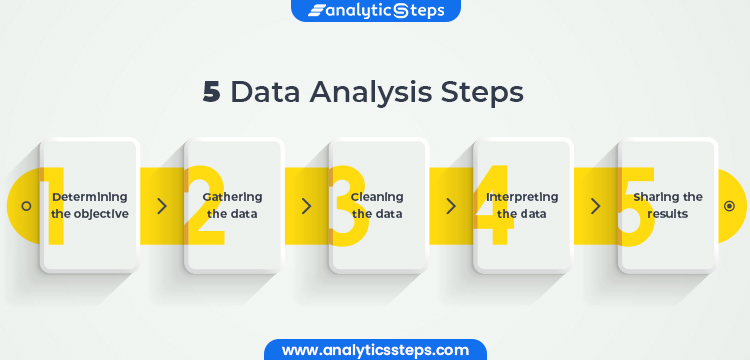 analyticSteps
5 Data Analysis Steps
1
Determining
the objective
2
Gathering
the data
3
Cleaning
the data
4
Interpreting
the data
5
Sharing the
results
www.analyticssteps.com